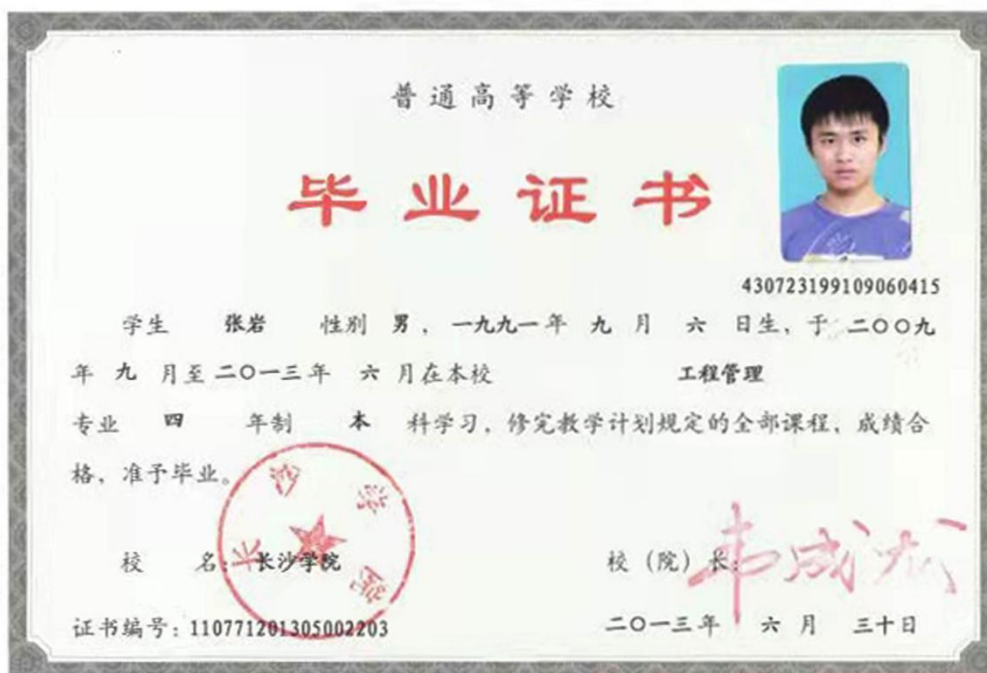 普通高等学校
毕业证书
430723199109060415
学生 张岩 性别 男，一九九一年 九 月 六 日生，于 二〇〇九
年 九 月至 二〇一三年 六 月在本校 工程管理
专业 四 年制 本 科学习，修完教学计划规定的全部课程，成绩合
格，准予毕业。
长沙学院
校 名：长沙学院
校（院）长：
证书编号：110771201305002203
二〇一三年 六 月 三十日